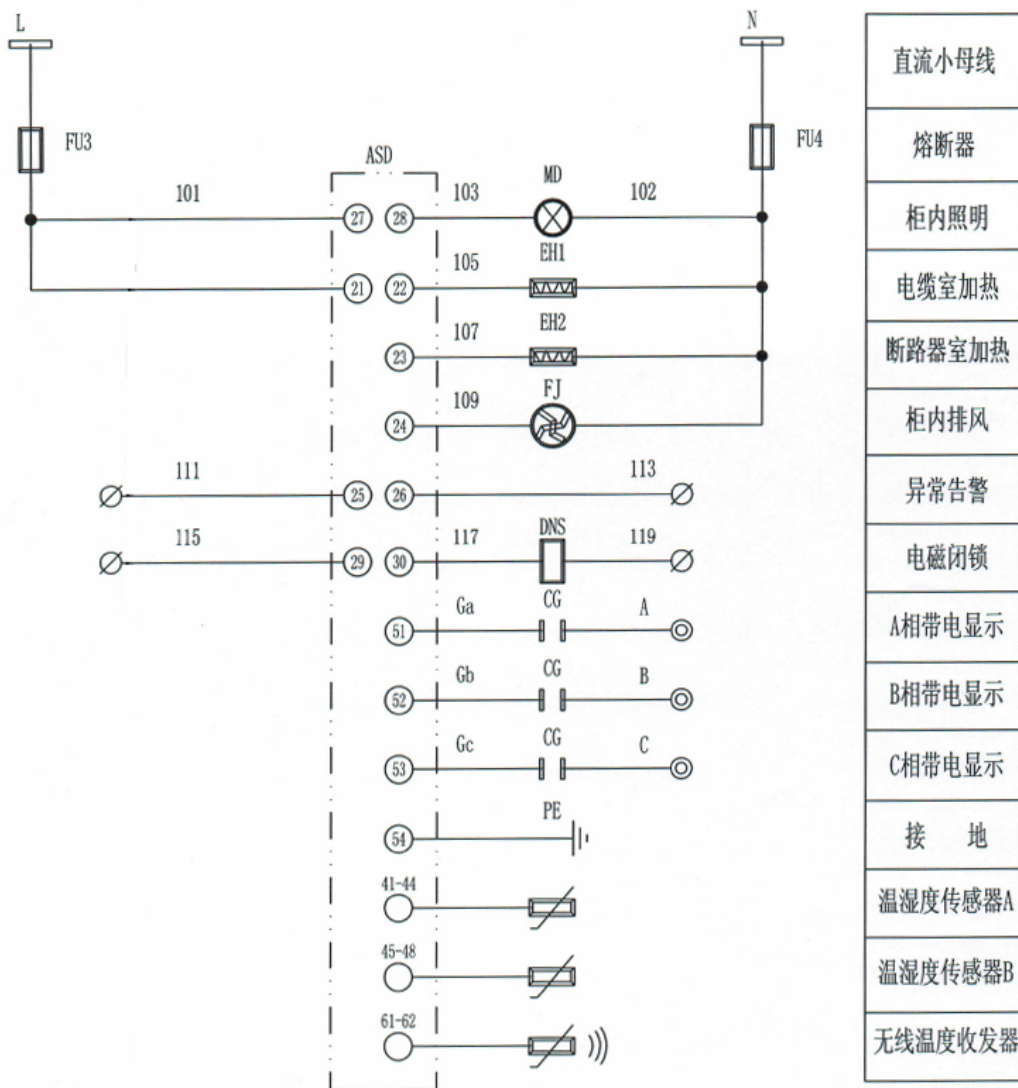 L
N
直流小母线
FU3
FU4
熔断器
ASD
101
27
28
103
MD
102
柜内照明
21
22
105
EH1
电缆室加热
23
107
EH2
断路器室加热
24
109
FJ
柜内排风
111
25
26
113
异常告警
115
29
30
117
DNS
119
电磁闭锁
51
Ga
CG
A
A相带电显示
52
Gb
CG
B
B相带电显示
53
Gc
CG
C
C相带电显示
54
PE
接 地
41-44
温湿度传感器A
45-48
温湿度传感器B
61-62
无线温度收发器